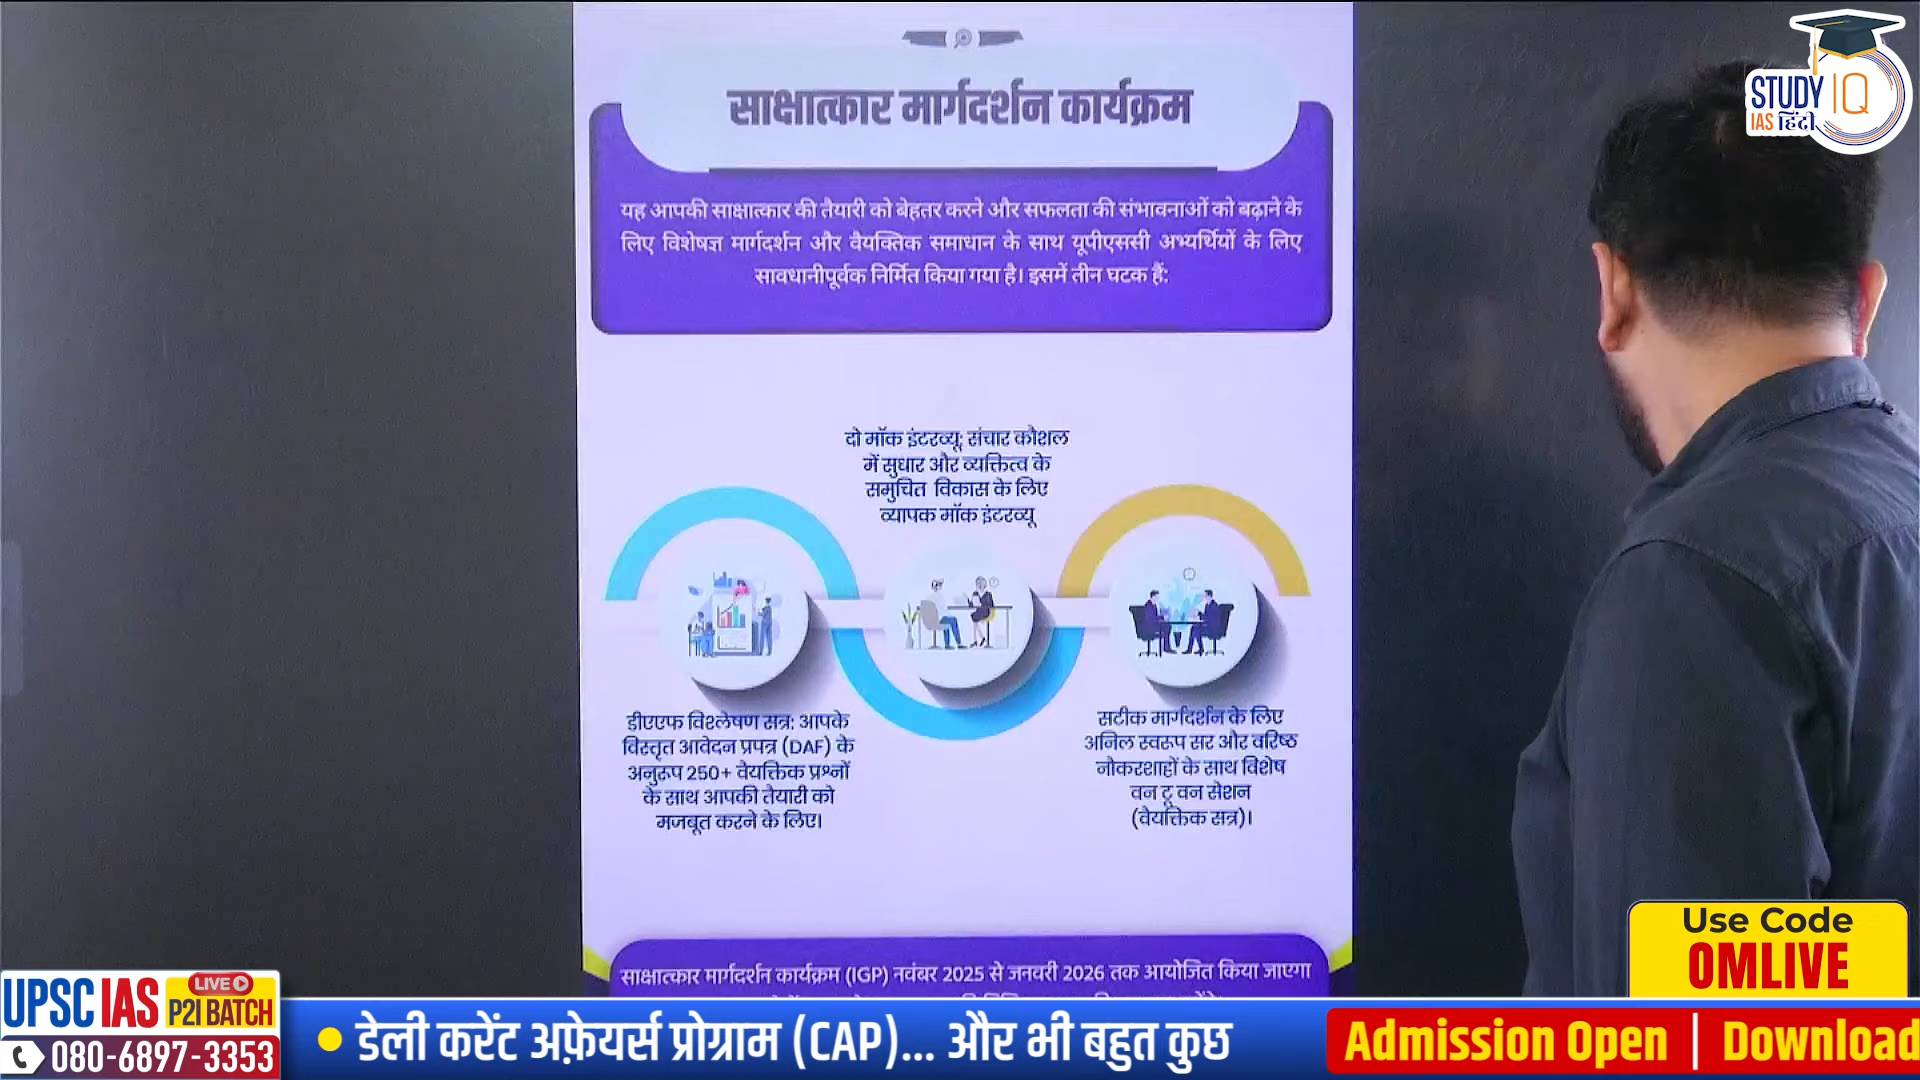 साक्षात्कार मार्गदर्शन कार्यक्रम
यह आपकी साक्षात्कार की तैयारी को बेहतर करने और सफलता की संभावनाओं को बढ़ाने के
लिए विशेषज्ञ मार्गदर्शन और वैयक्तिक समाधान के साथ यूपीएससी अभ्यर्थियों के लिए
सावधानीपूर्वक निर्मित किया गया है। इसमें तीन घटक हैं:
दो मॉक इंटरव्यू: संचार कौशल
में सुधार और व्यक्तित्व के
समुचित विकास के लिए
व्यापक मॉक इंटरव्यू
डीएएफ विश्लेषण सत्र: आपके
विस्तृत आवेदन प्रपत्र (DAF) के
अनुरूप 250+ वैयक्तिक प्रश्नों
के साथ आपकी तैयारी को
मजबूत करने के लिए।
सटीक मार्गदर्शन के लिए
अनिल स्वरूप सर और वरिष्ठ
नौकरशाहों के साथ विशेष
वन टू वन सेशन
(वैयक्तिक सत्र)।
साक्षात्कार मार्गदर्शन कार्यक्रम (IGP) नवंबर 2025 से जनवरी 2026 तक आयोजित किया जाएगा
STUDY IQ
IAS हिंदी
Use Code
OMLIVE
LIVE
UPSC IAS P2I BATCH
080-6897-3353
डेली करेंट अफ़ेयर्स प्रोग्राम (CAP)... और भी बहुत कुछ
Admission Open | Download